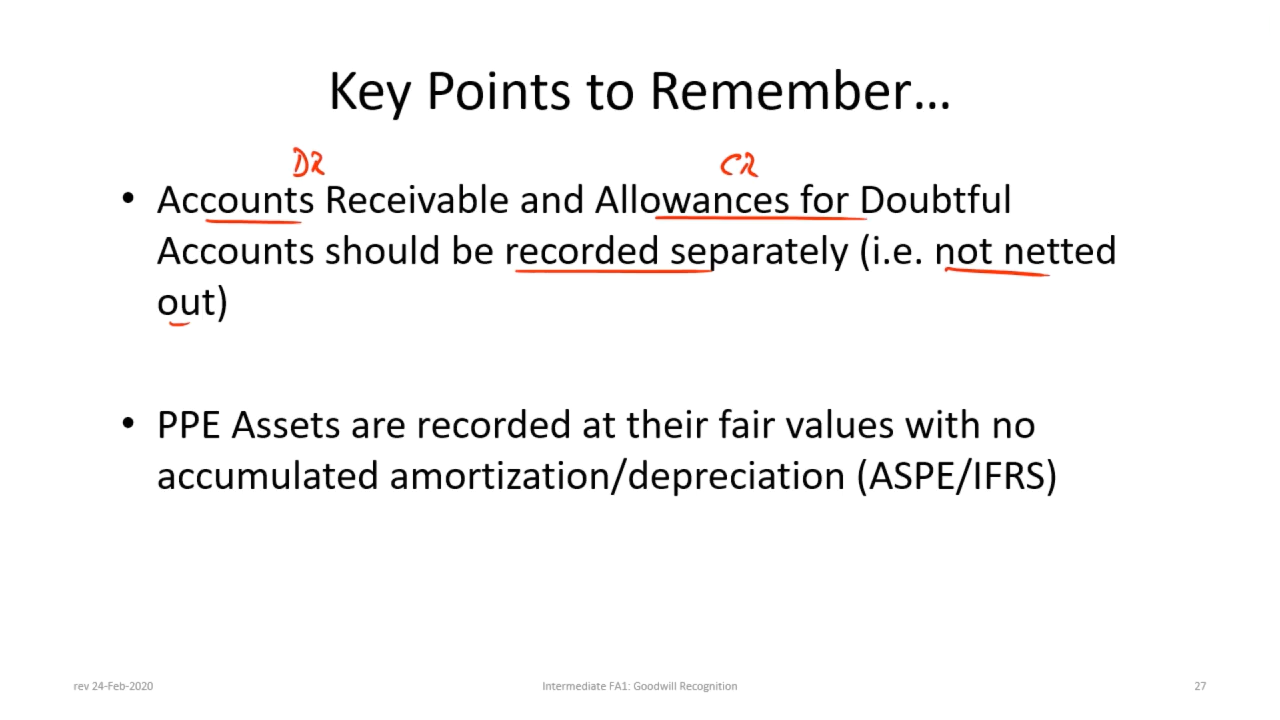 Key Points to Remember…
DR CR
• Accounts Receivable and Allowances for Doubtful
Accounts should be recorded separately (i.e. not netted
out)
• PPE Assets are recorded at their fair values with no
accumulated amortization/depreciation (ASPE/IFRS)
rev 24-Feb-2020 Intermediate FA1: Goodwill Recognition 27